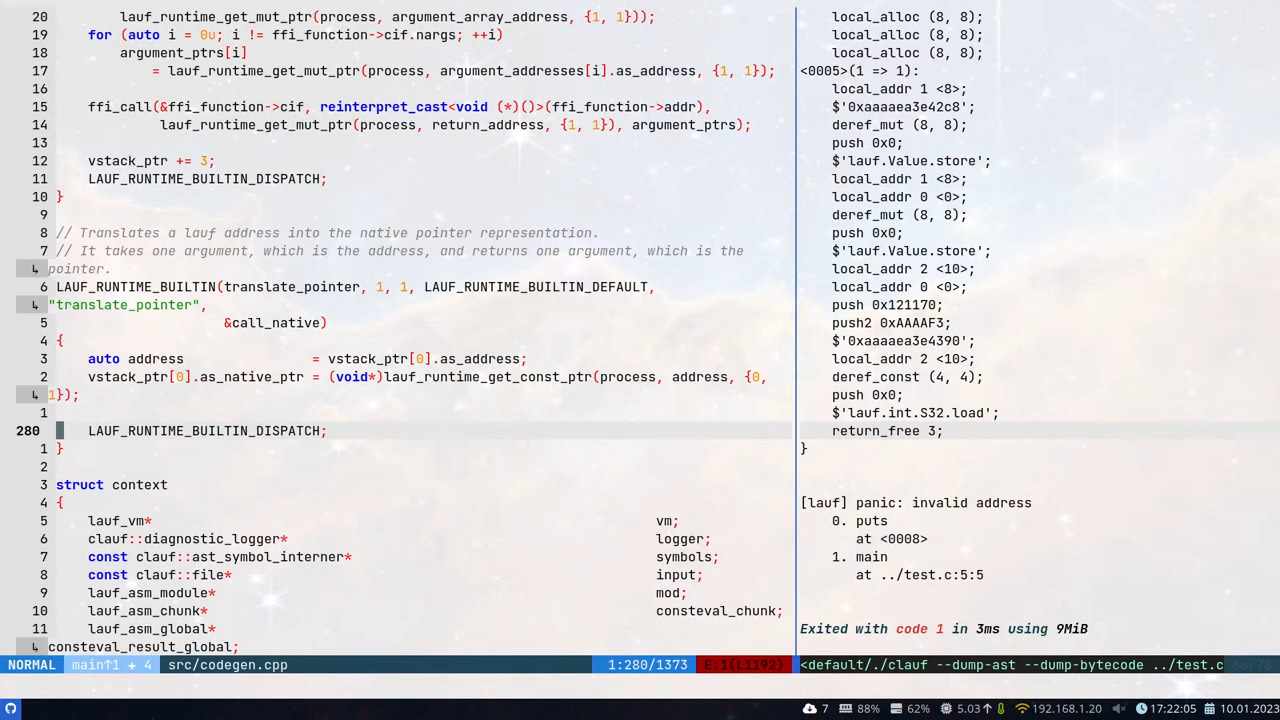 20 lauf_runtime_get_mut_ptr(process, argument_array_address, {1, 1}));
19 for (auto i = 0u; i != ffi_function->cif.nargs; ++i)
18 argument_ptrs[i]
17 = lauf_runtime_get_mut_ptr(process, argument_addresses[i].as_address, {1, 1});
16
15 ffi_call(&ffi_function->cif, reinterpret_cast<void (*)()>(ffi_function->addr),
14 lauf_runtime_get_mut_ptr(process, return_address, {1, 1}), argument_ptrs);
13
12 vstack_ptr += 3;
11 LAUF_RUNTIME_BUILTIN_DISPATCH;
10 }
9
8 // Translates a lauf address into the native pointer representation.
7 // It takes one argument, which is the address, and returns one argument, which is the
↳ pointer.
6 LAUF_RUNTIME_BUILTIN(translate_pointer, 1, 1, LAUF_RUNTIME_BUILTIN_DEFAULT,
↳ "translate_pointer",
5 &call_native)
4 {
3 auto address = vstack_ptr[0].as_address;
2 vstack_ptr[0].as_native_ptr = (void*)lauf_runtime_get_const_ptr(process, address, {0,
↳ 1});
1
280 LAUF_RUNTIME_BUILTIN_DISPATCH;
1 }
2
3 struct context
4 {
5 lauf_vm* vm;
6 clauf::diagnostic_logger* logger;
7 const clauf::ast_symbol_interner* symbols;
8 const clauf::file* input;
9 lauf_asm_module* mod;
10 lauf_asm_chunk* consteval_chunk;
11 lauf_asm_global*
↳ consteval_result_global;
NORMAL main↑1 + 4 src/codegen.cpp 1:280/1373 E:1(L1192)
local_alloc (8, 8);
local_alloc (8, 8);
local_alloc (8, 8);
<0005>(1 => 1):
local_addr 1 <8>;
$'0xaaaaea3e42c8';
deref_mut (8, 8);
push 0x0;
$'lauf.Value.store';
local_addr 1 <8>;
local_addr 0 <0>;
deref_mut (8, 8);
push 0x0;
$'lauf.Value.store';
local_addr 2 <10>;
local_addr 0 <0>;
push 0x121170;
push2 0xAAAAF3;
$'0xaaaaea3e4390';
local_addr 2 <10>;
deref_const (4, 4);
push 0x0;
$'lauf.int.S32.load';
return_free 3;
}
[lauf] panic: invalid address
0. puts
at <0008>
1. main
at ../test.c:5:5
Exited with code 1 in 3ms using 9MiB
<default/./clauf --dump-ast --dump-bytecode ../test.c
7 88% 62% 5.03↑ 192.168.1.20 17:22:05 10.01.2023